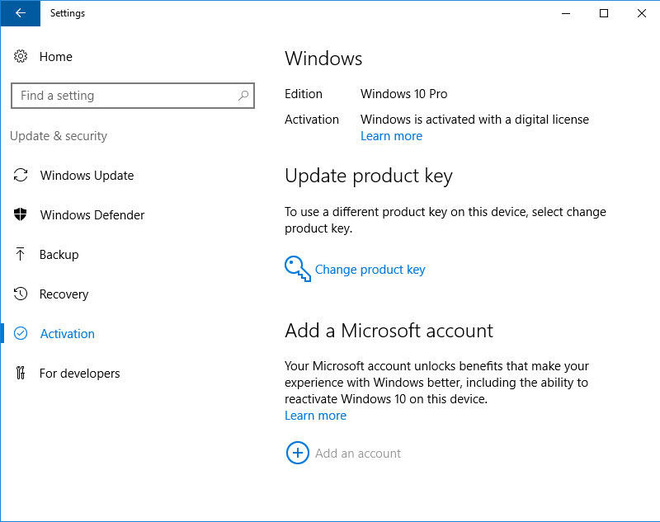 Settings
Home
Find a setting
Update & security
Windows Update
Windows Defender
Backup
Recovery
Activation
For developers
Windows
Edition Windows 10 Pro
Activation Windows is activated with a digital license
Learn more
Update product key
To use a different product key on this device, select change
product key.
Change product key
Add a Microsoft account
Your Microsoft account unlocks benefits that make your
experience with Windows better, including the ability to
reactivate Windows 10 on this device.
Learn more
Add an account